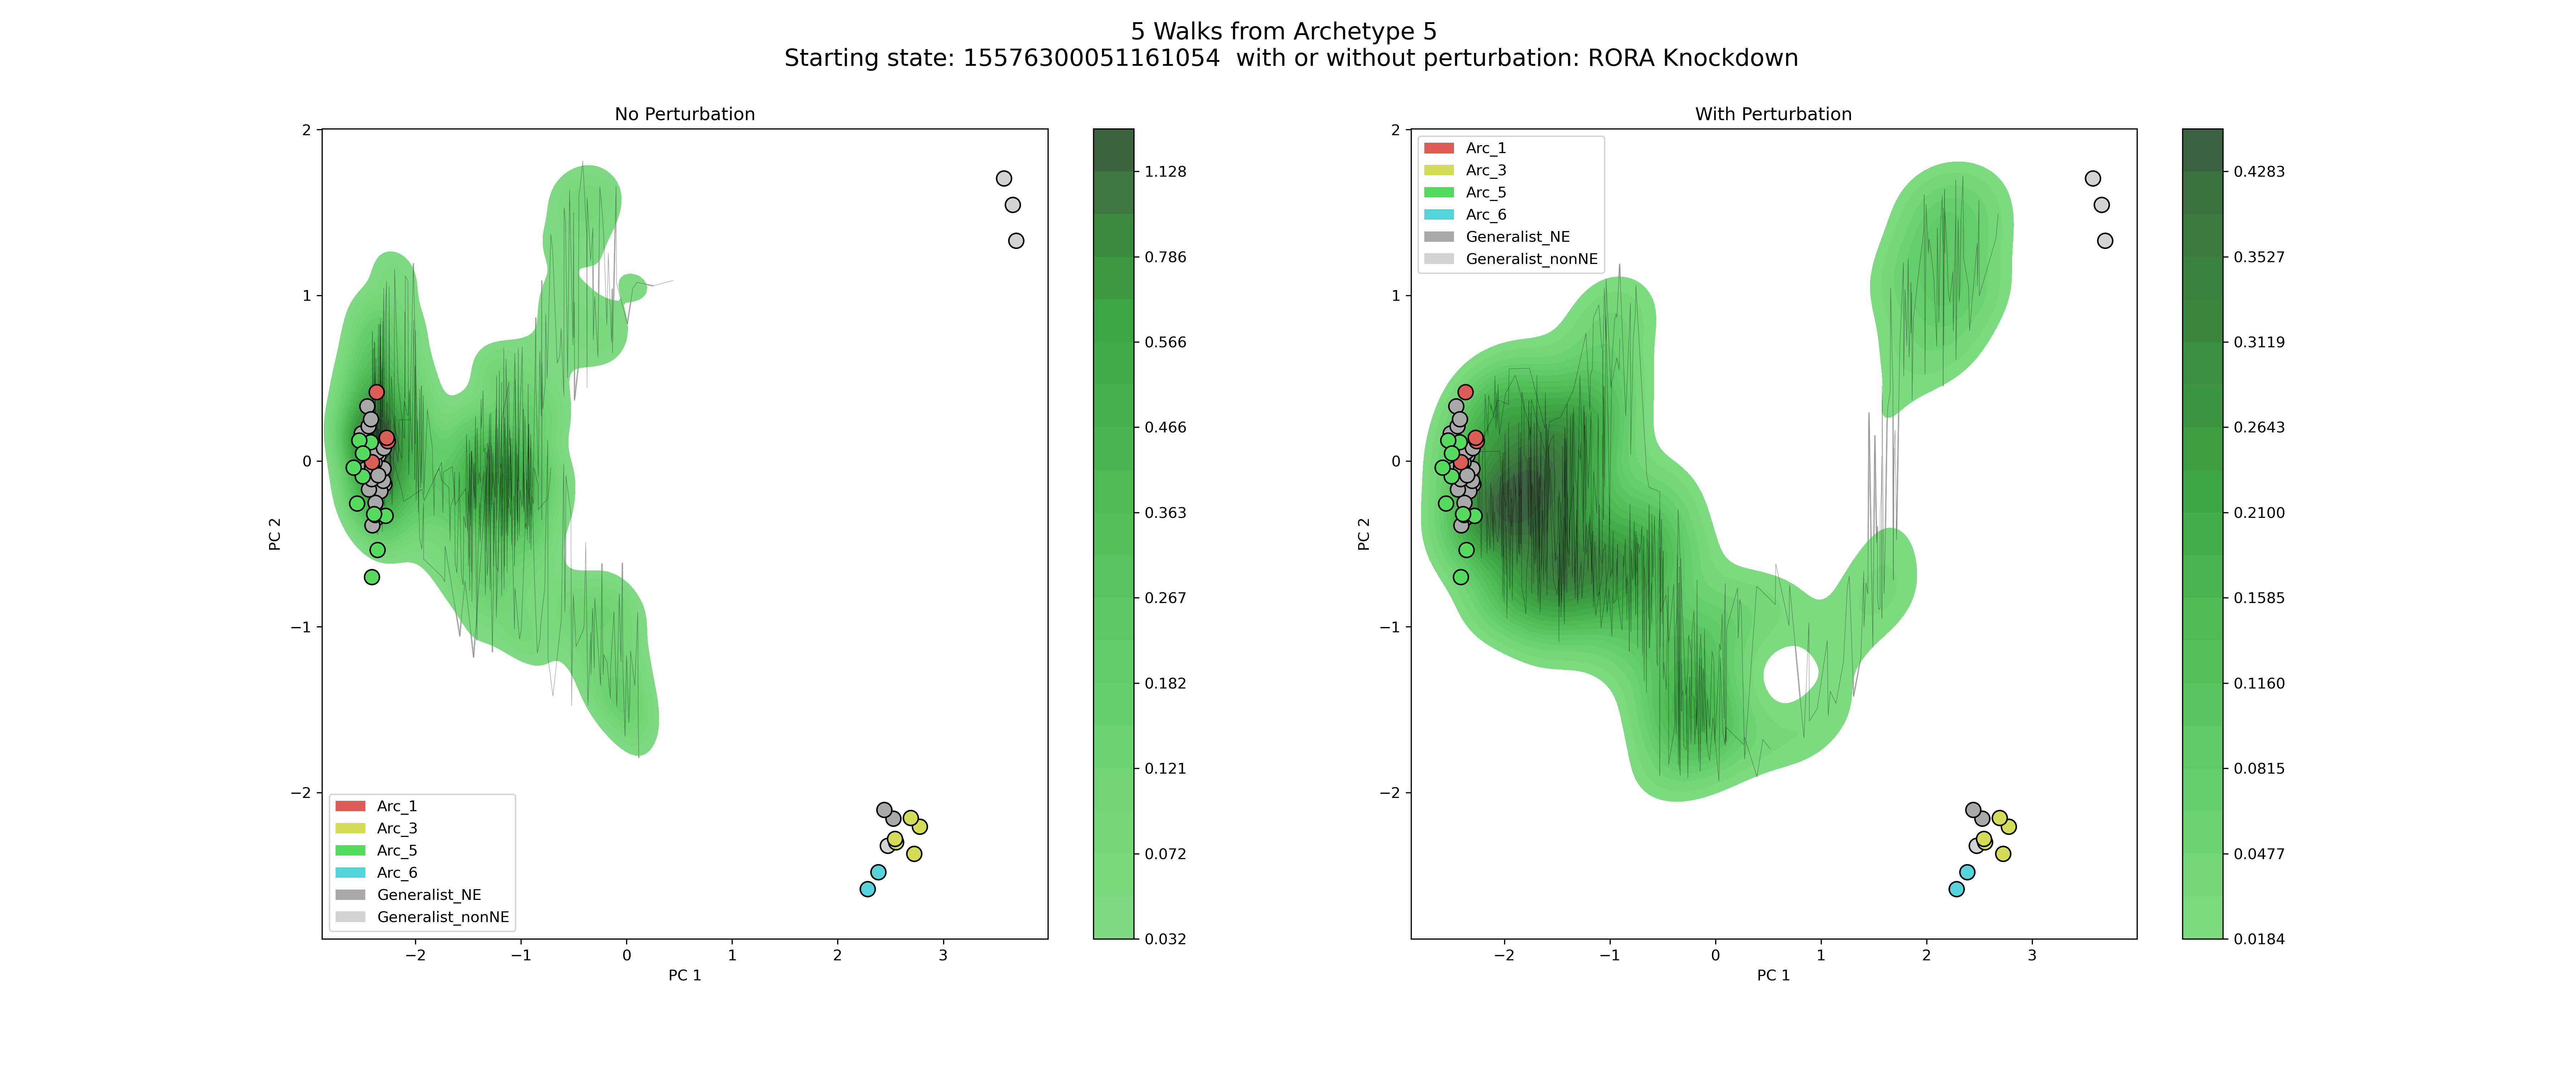 5 Walks from Archetype 5
Starting state: 15576300051161054  with or without perturbation: RORA Knockdown
No Perturbation
2
1
0
−1
−2
PC 2
−2
−1
0
1
2
3
PC 1
Arc_1
Arc_3
Arc_5
Arc_6
Generalist_NE
Generalist_nonNE
1.128
0.786
0.566
0.466
0.363
0.267
0.182
0.121
0.072
0.032
With Perturbation
Arc_1
Arc_3
Arc_5
Arc_6
Generalist_NE
Generalist_nonNE
2
1
0
−1
−2
PC 2
−2
−1
0
1
2
3
PC 1
0.4283
0.3527
0.3119
0.2643
0.2100
0.1585
0.1160
0.0815
0.0477
0.0184